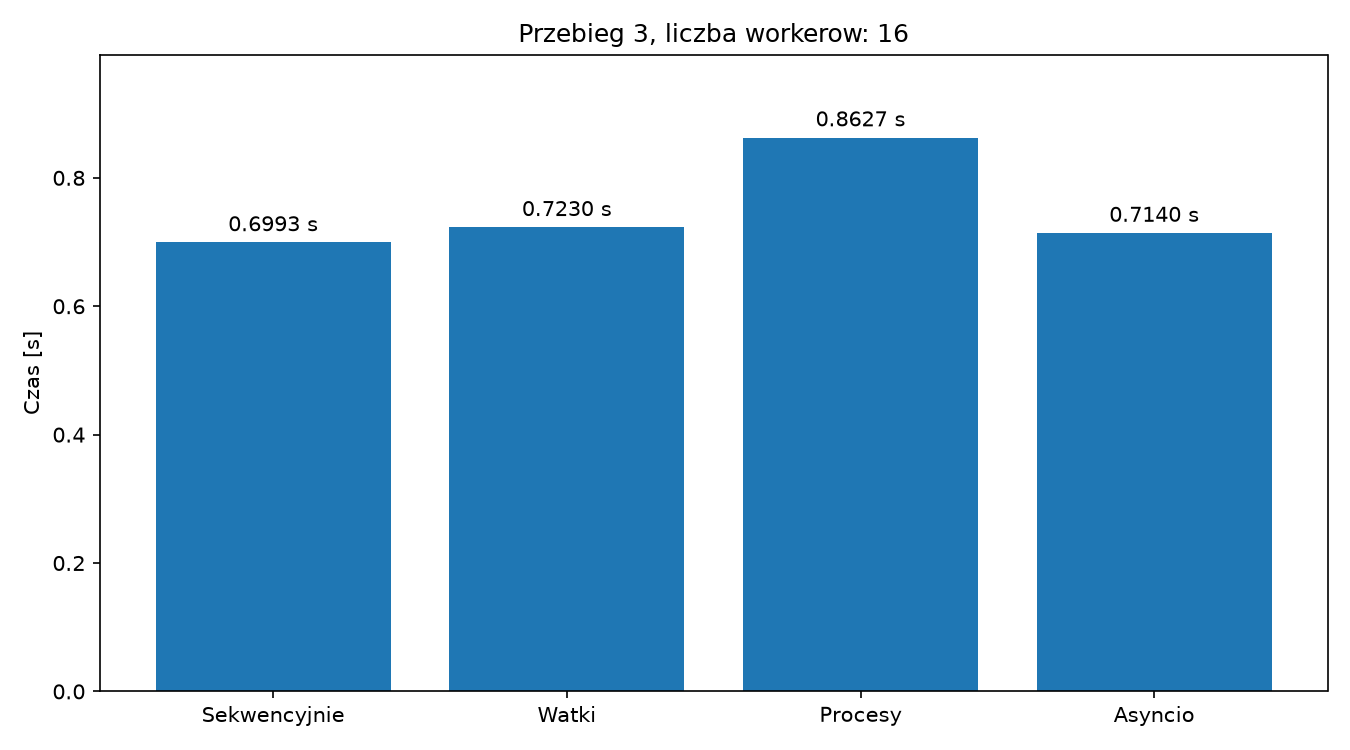 Przebieg 3, liczba workerow: 16
Czas [s]
0.8
0.6
0.4
0.2
0.0
0.6993 s
0.7230 s
0.8627 s
0.7140 s
Sekwencyjnie
Watki
Procesy
Asyncio